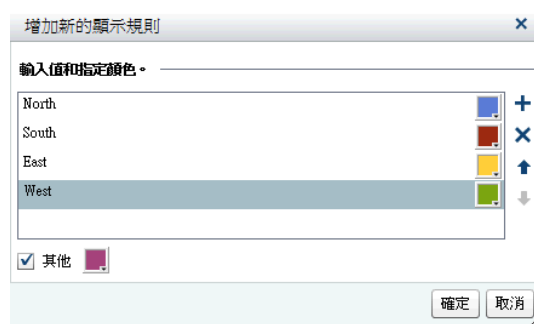 增加新的顯示規則
輸入值和指定顏色。
North
South
East
West
其他
確定 取消